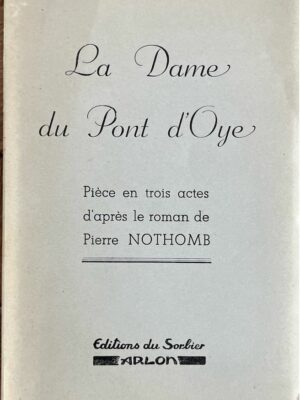 La Dame
du Pont d'Oye
Pièce en trois actes
d'après le roman de
Pierre NOTHOMB
Editions du Sorbier
ARLON